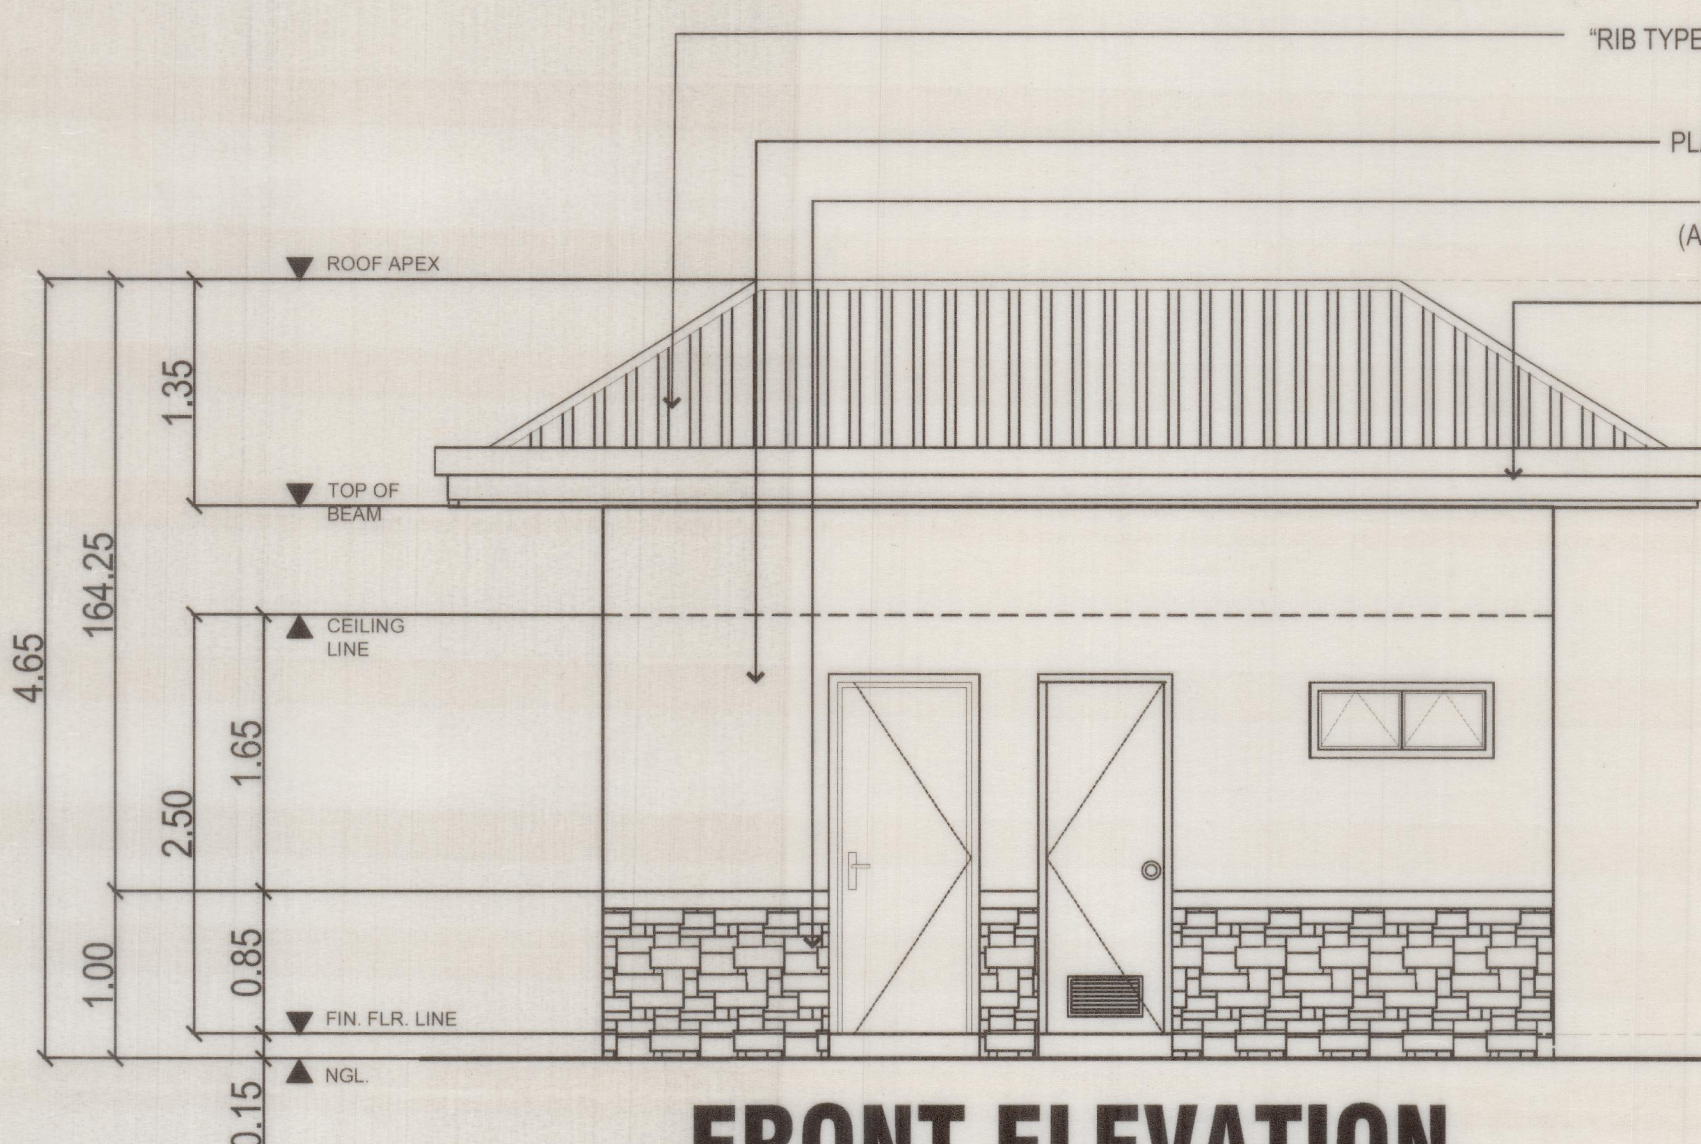 "RIB TYPE
PLA
(A
ROOF APEX
1.35
TOP OF
BEAM
164.25
CEILING
LINE
4.65
1.65
2.50
0.85
1.00
FIN. FLR. LINE
NGL.
0.15
FRONT ELEVATION